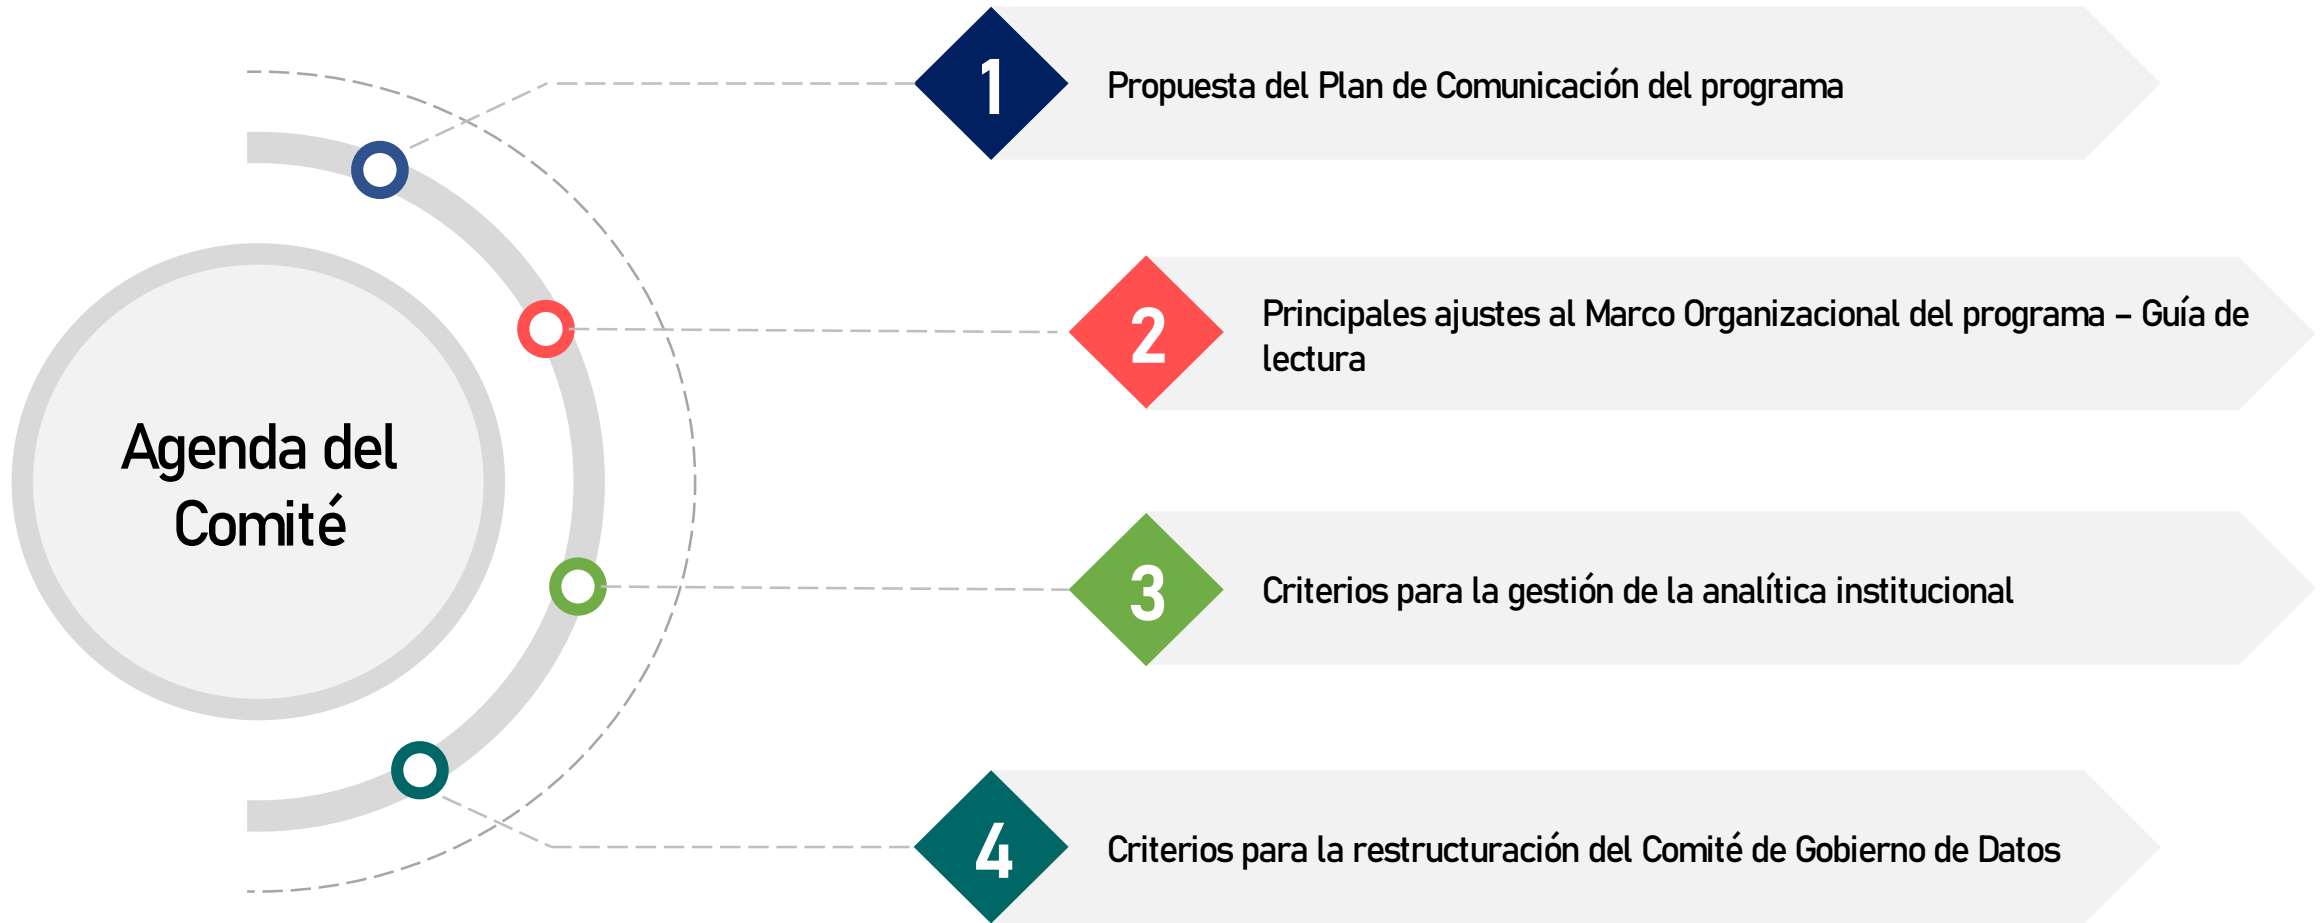 Agenda del
Comité
1
Propuesta del Plan de Comunicación del programa
2
Principales ajustes al Marco Organizacional del programa – Guía de
lectura
3
Criterios para la gestión de la analítica institucional
4
Criterios para la restructuración del Comité de Gobierno de Datos